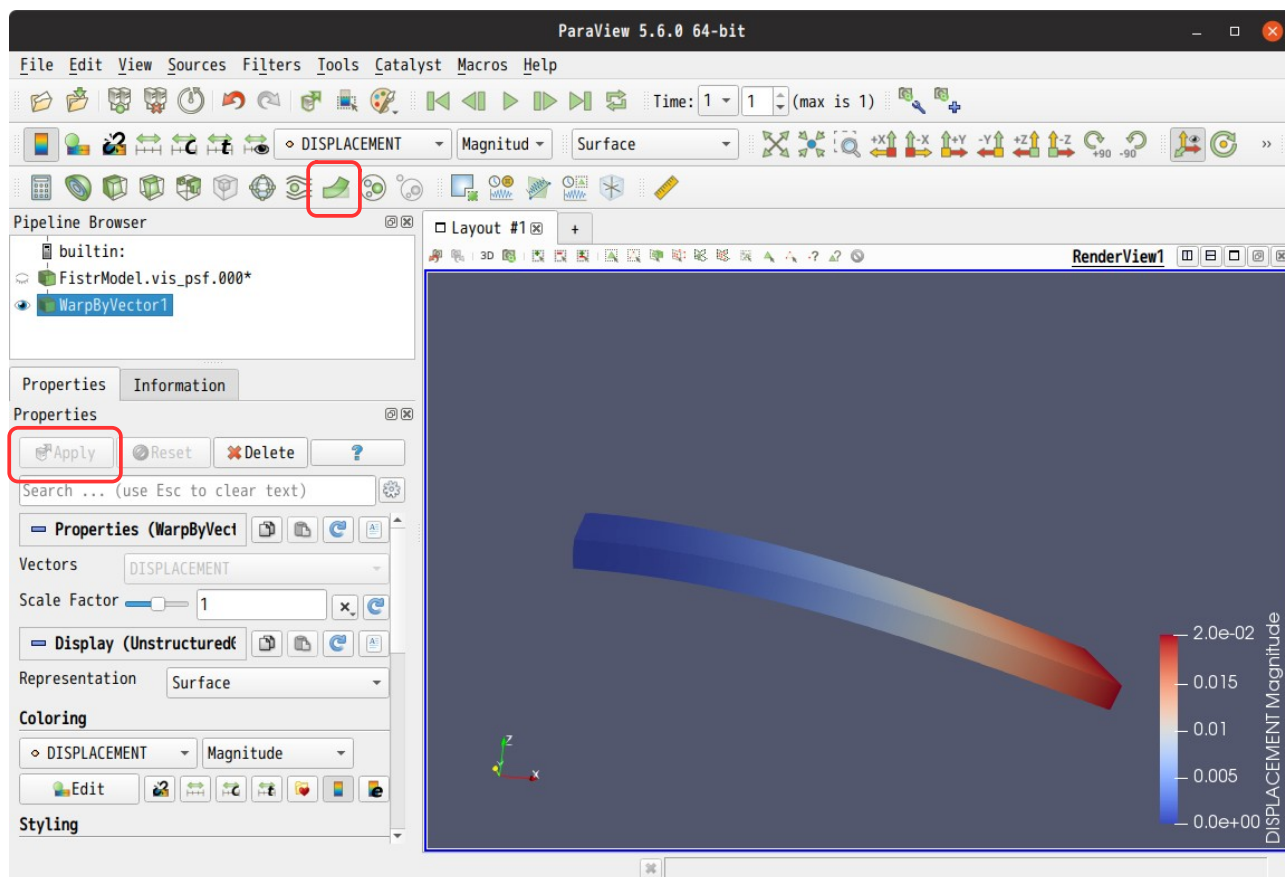 ParaView 5.6.0 64-bit
File Edit View Sources Filters Tools Catalyst Macros Help
Time: 1 1 (max is 1)
DISPLACEMENT Magnitud Surface +X -X +Y -Y +Z -Z +90 -90 »
Pipeline Browser
builtin:
FistrModel.vis_psf.000*
WarpByVector1
Layout #1 +
3D RenderView1
Properties Information
Properties
Apply Reset Delete ?
Search ... (use Esc to clear text)
Properties (WarpByVect
Vectors DISPLACEMENT
Scale Factor 1
Display (Unstructured
Representation Surface
Coloring
DISPLACEMENT Magnitude
Edit
Styling
Z
Y
X
2.0e-02
0.015
0.01
0.005
0.0e+00
DISPLACEMENT Magnitude